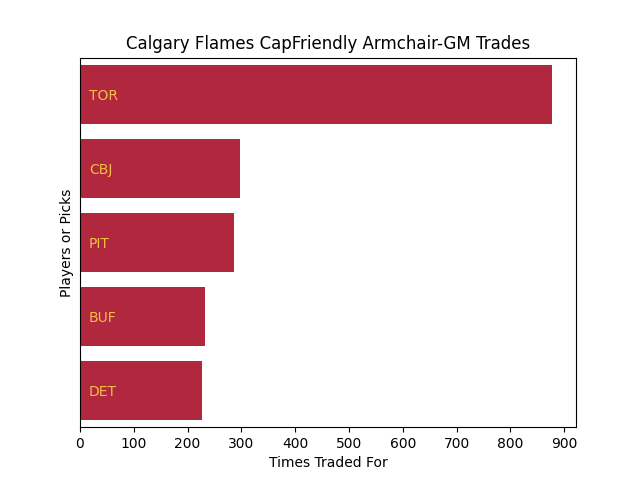 Calgary Flames CapFriendly Armchair-GM Trades
Players or Picks
TOR
CBJ
PIT
BUF
DET
0 100 200 300 400 500 600 700 800 900
Times Traded For